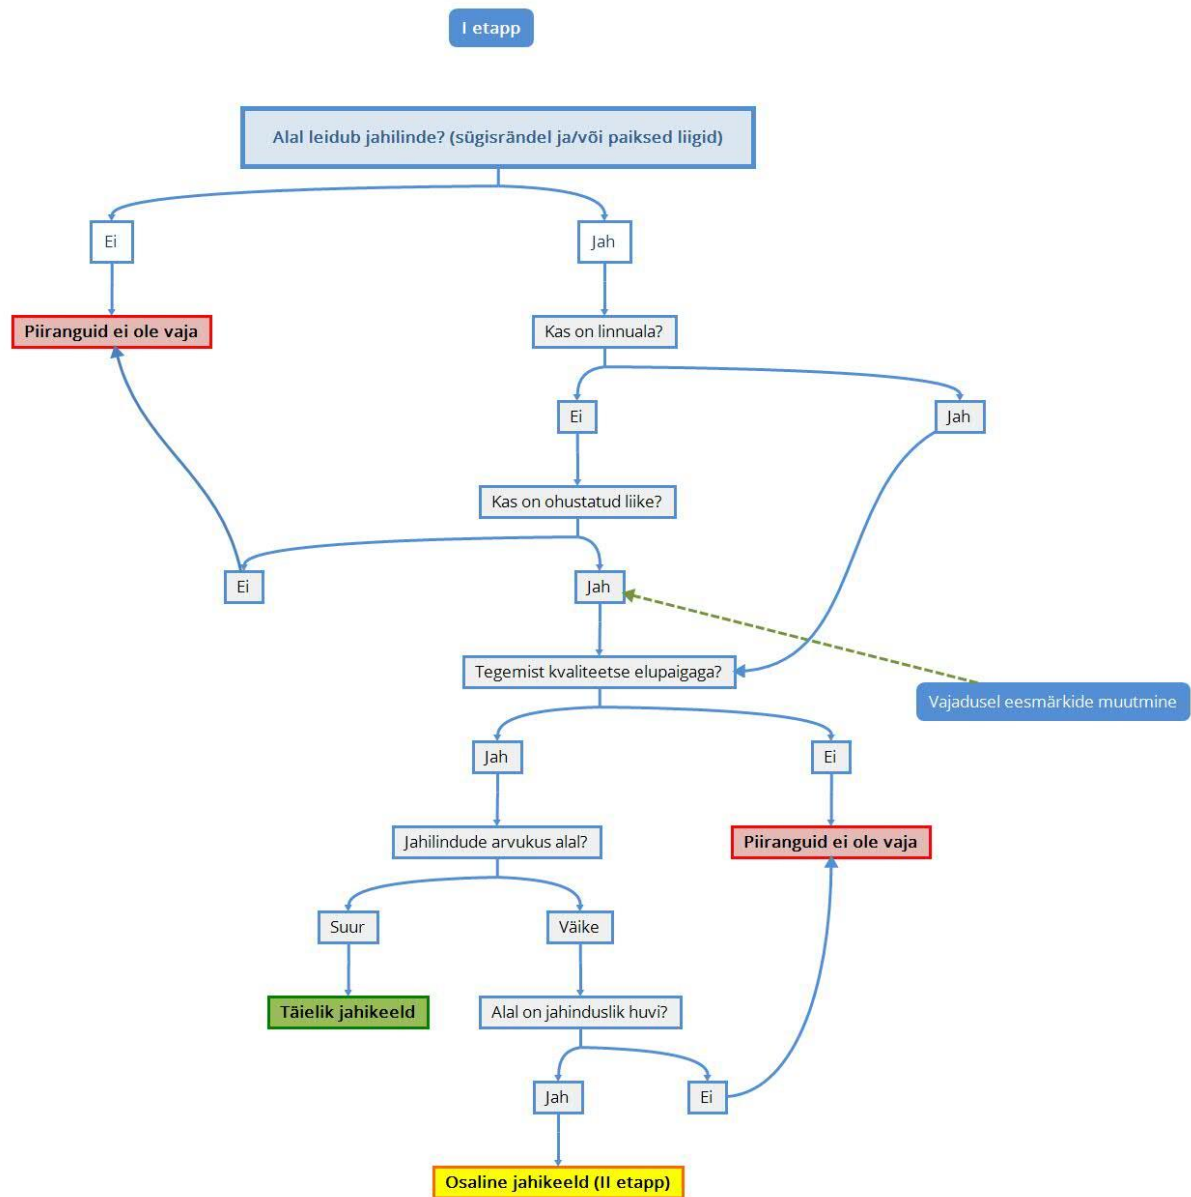 I etapp
Alal leidub jahilinde? (sügisrändel ja/või paiksed liigid)
Ei
Jah
Piiranguid ei ole vaja
Kas on linnuala?
Ei
Jah
Kas on ohustatud liike?
Ei
Jah
Tegemist kvaliteetse elupaigaga?
Vajadusel eesmärkide muutmine
Jah
Ei
Jahilindude arvukus alal?
Piiranguid ei ole vaja
Suur
Väike
Täielik jahikeeld
Alal on jahinduslik huvi?
Jah
Ei
Osaline jahikeeld (II etapp)